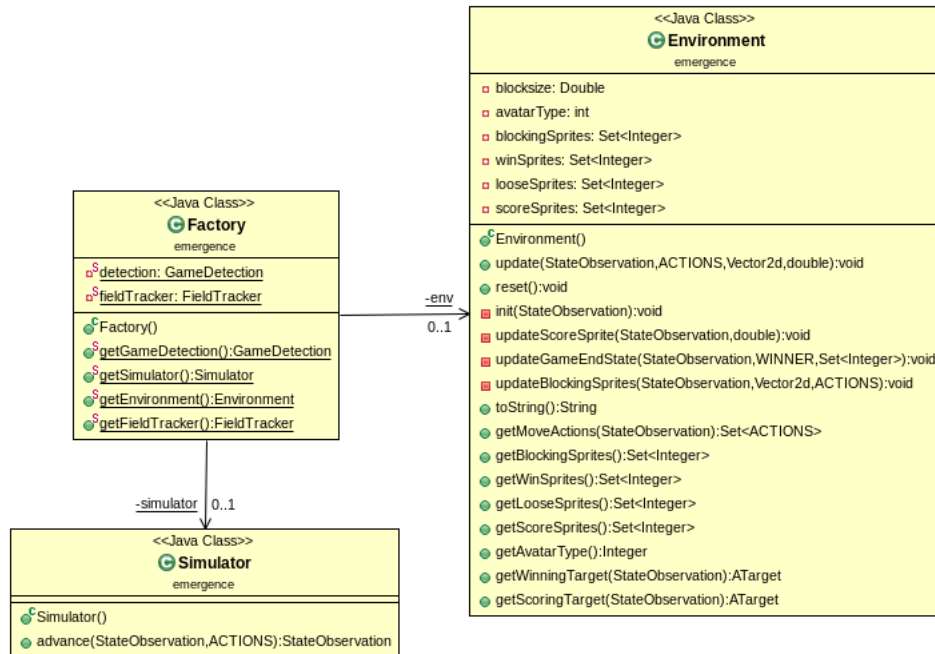 <<Java Class>>
C Environment
emergence
blocksize: Double
avatarType: int
blockingSprites: Set<Integer>
winSprites: Set<Integer>
looseSprites: Set<Integer>
scoreSprites: Set<Integer>
C Environment()
update(StateObservation,ACTIONS,Vector2d,double):void
reset():void
init(StateObservation):void
updateScoreSprite(StateObservation,double):void
updateGameEndState(StateObservation,WINNER,Set<Integer>):void
updateBlockingSprites(StateObservation,Vector2d,ACTIONS):void
toString():String
getMoveActions(StateObservation):Set<ACTIONS>
getBlockingSprites():Set<Integer>
getWinSprites():Set<Integer>
getLooseSprites():Set<Integer>
getScoreSprites():Set<Integer>
getAvatarType():Integer
getWinningTarget(StateObservation):ATarget
getScoringTarget(StateObservation):ATarget
<<Java Class>>
C Factory
emergence
S detection: GameDetection
S fieldTracker: FieldTracker
C Factory()
S getGameDetection():GameDetection
S getSimulator():Simulator
S getEnvironment():Environment
S getFieldTracker():FieldTracker
-env
0..1
-simulator
0..1
<<Java Class>>
C Simulator
emergence
C Simulator()
advance(StateObservation,ACTIONS):StateObservation